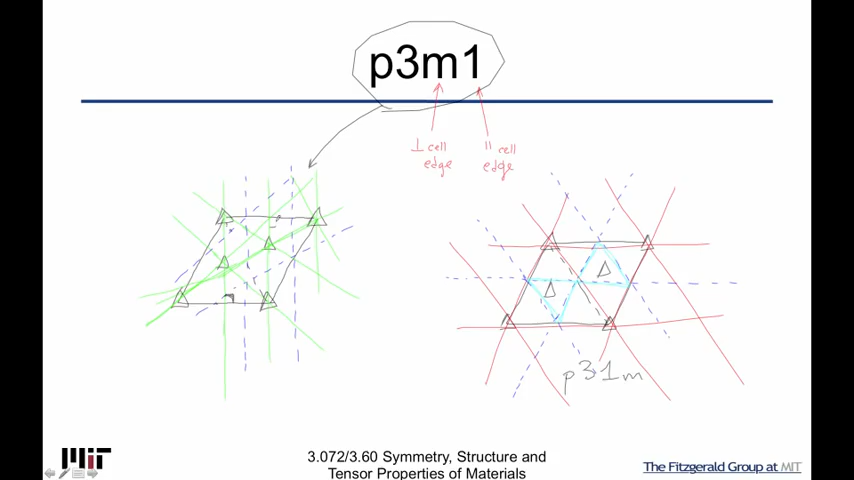 p3m1
⊥ cell
edge
|| cell
edge
p31m
MIT
3.072/3.60 Symmetry, Structure and
Tensor Properties of Materials
The Fitzgerald Group at MIT